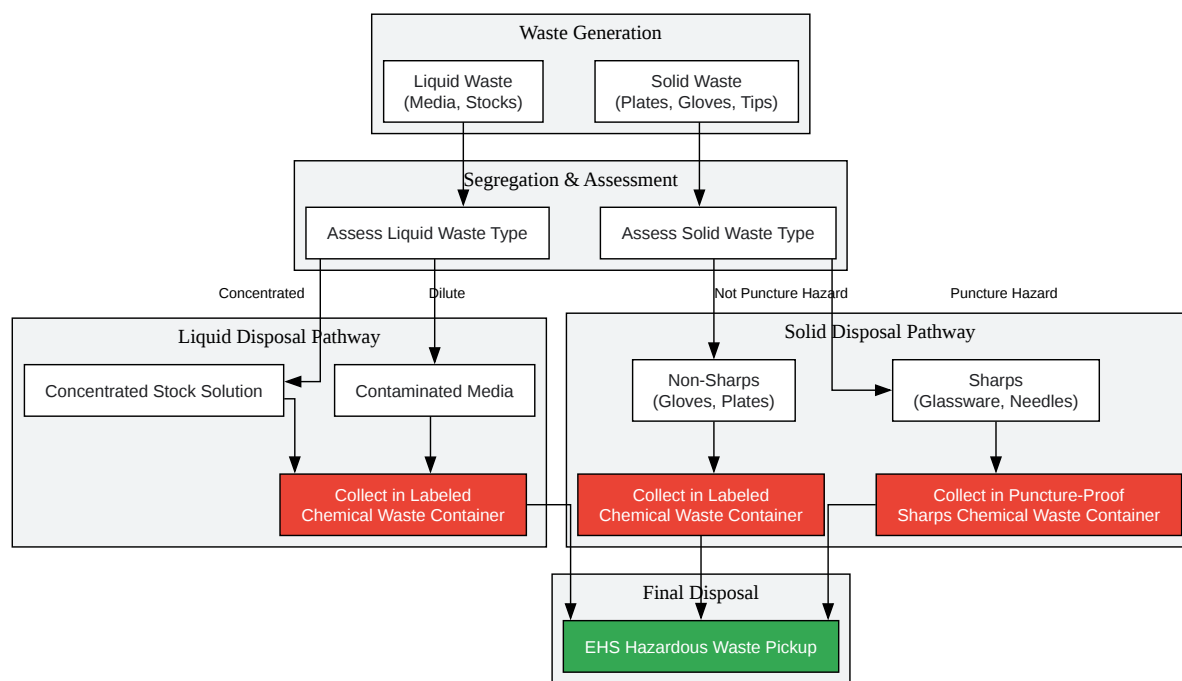 Waste Generation
Liquid Waste
(Media, Stocks)
Solid Waste
(Plates, Gloves, Tips)
Segregation & Assessment
Assess Liquid Waste Type
Assess Solid Waste Type
Concentrated
Dilute
Not Puncture Hazard
Puncture Hazard
Liquid Disposal Pathway
Concentrated Stock Solution
Contaminated Media
Collect in Labeled
Chemical Waste Container
Solid Disposal Pathway
Non-Sharps
(Gloves, Plates)
Sharps
(Glassware, Needles)
Collect in Labeled
Chemical Waste Container
Collect in Puncture-Proof
Sharps Chemical Waste Container
Final Disposal
EHS Hazardous Waste Pickup